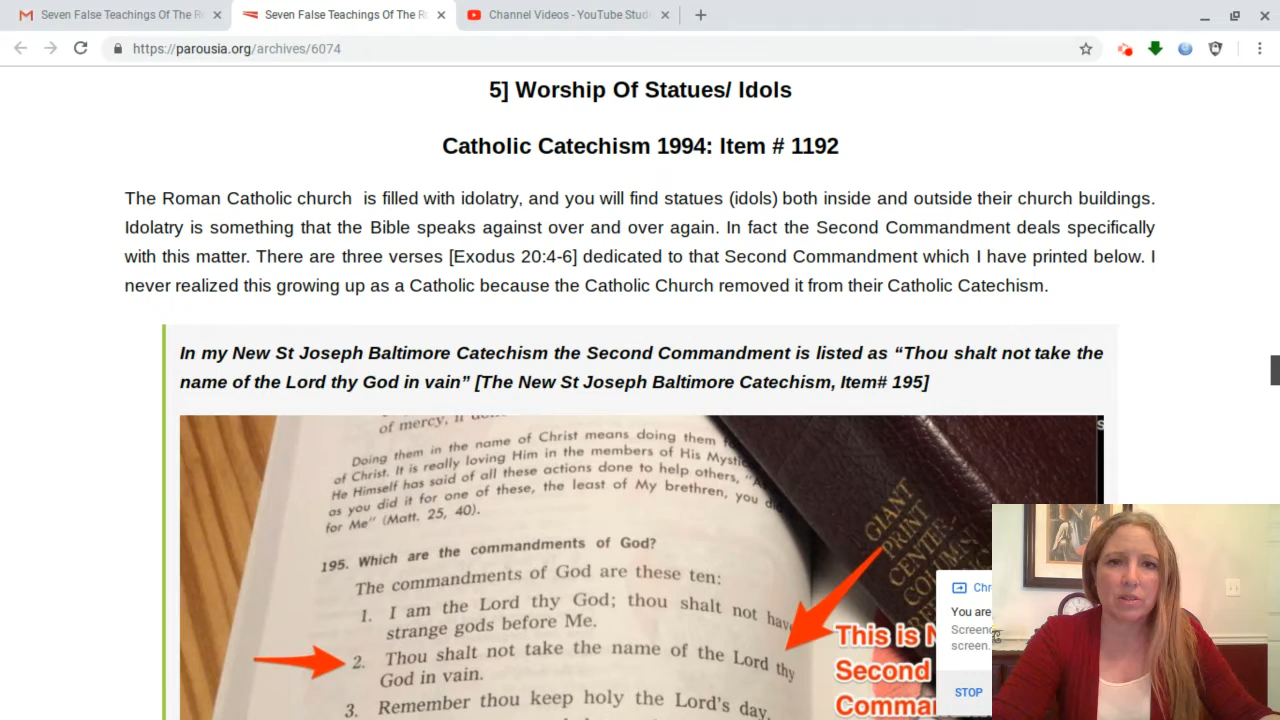 Seven False Teachings Of The R
Seven False Teachings Of The R
Channel Videos - YouTube Stud
https://parousia.org/archives/6074
5] Worship Of Statues/ Idols
Catholic Catechism 1994: Item # 1192
The Roman Catholic church is filled with idolatry, and you will find statues (idols) both inside and outside their church buildings.
Idolatry is something that the Bible speaks against over and over again. In fact the Second Commandment deals specifically
with this matter. There are three verses [Exodus 20:4-6] dedicated to that Second Commandment which I have printed below. I
never realized this growing up as a Catholic because the Catholic Church removed it from their Catholic Catechism.
In my New St Joseph Baltimore Catechism the Second Commandment is listed as “Thou shalt not take the
name of the Lord thy God in vain” [The New St Joseph Baltimore Catechism, Item# 195]
of mercy, if
Doing them in the name of Christ means doing them
of Christ. It is really loving Him in the members of His Mystic
He Himself has said of all these actions done to help others,
as you did it for one of these, the least of My brethren, you di
for Me" (Matt. 25, 40).
195. Which are the commandments of God?
The commandments of God are these ten:
1. I am the Lord thy God; thou shalt not have
strange gods before Me.
2. Thou shalt not take the name of the Lord thy
God in vain.
3. Remember thou keep holy the Lord's day.
GIANT
PRINT
CENTER-
COLUMN
This is N
Second
Comma
Chr
You are
Screenc
screen.
STOP